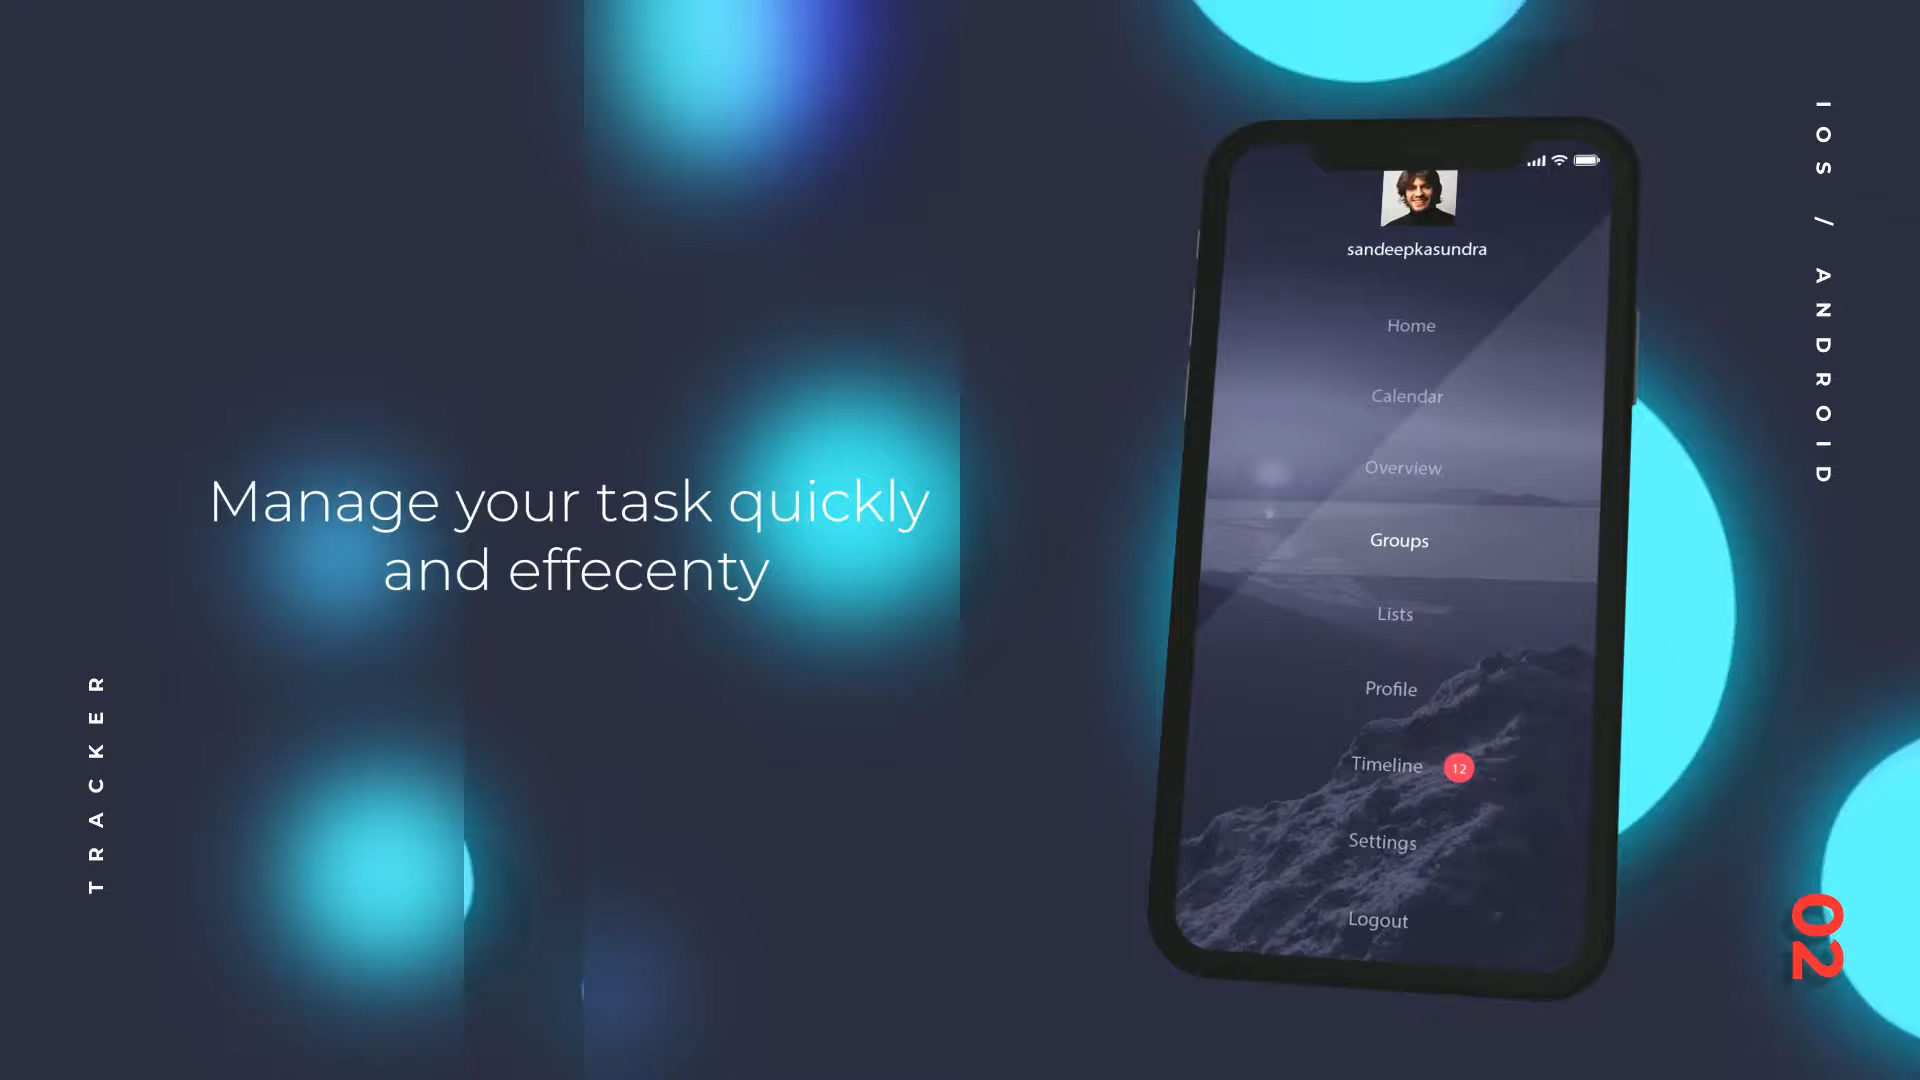 IOS / ANDROID
sandeepkasundra
Home
Calendar
Overview
Manage your task quickly
and effecenty
Groups
Lists
Profile
Timeline 12
Settings
Logout
TRACKER
02